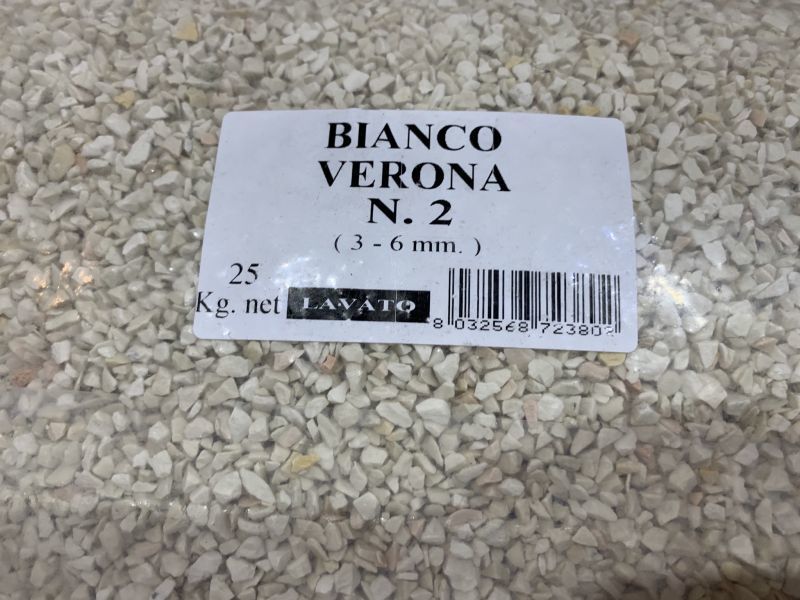 BIANCO
VERONA
N. 2
( 3 - 6 mm. )
25
Kg. net LAVATO
8 032568 723802